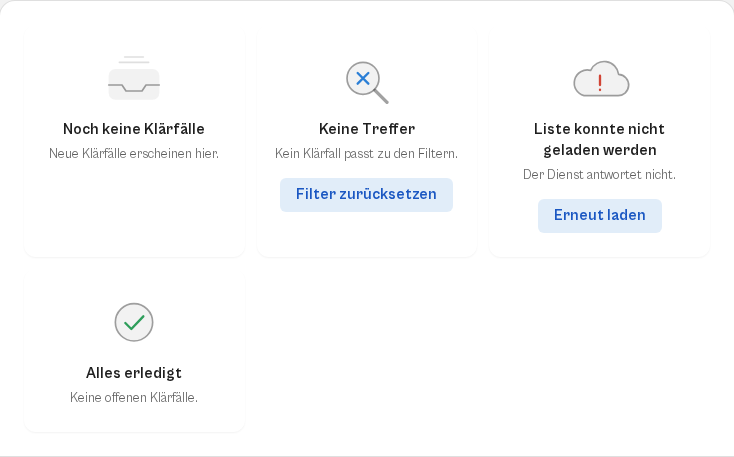 Noch keine Klärfälle
Neue Klärfälle erscheinen hier.
Keine Treffer
Kein Klärfall passt zu den Filtern.
Filter zurücksetzen
Liste konnte nicht
geladen werden
Der Dienst antwortet nicht.
Erneut laden
Alles erledigt
Keine offenen Klärfälle.